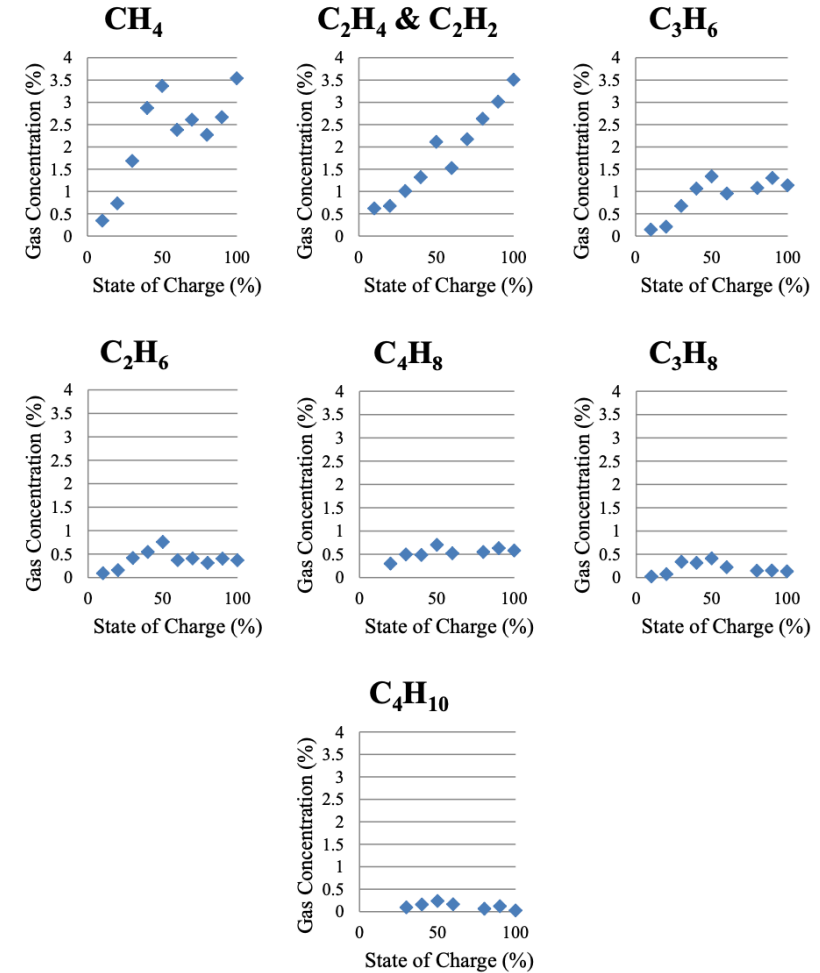 CH₄
Gas Concentration (%)
4
3.5
3
2.5
2
1.5
1
0.5
0
0 50 100
State of Charge (%)
C₂H₄ & C₂H₂
Gas Concentration (%)
4
3.5
3
2.5
2
1.5
1
0.5
0
0 50 100
State of Charge (%)
C₃H₆
Gas Concentration (%)
4
3.5
3
2.5
2
1.5
1
0.5
0
0 50 100
State of Charge (%)
C₂H₆
Gas Concentration (%)
4
3.5
3
2.5
2
1.5
1
0.5
0
0 50 100
State of Charge (%)
C₄H₈
Gas Concentration (%)
4
3.5
3
2.5
2
1.5
1
0.5
0
0 50 100
State of Charge (%)
C₃H₈
Gas Concentration (%)
4
3.5
3
2.5
2
1.5
1
0.5
0
0 50 100
State of Charge (%)
C₄H₁₀
Gas Concentration (%)
4
3.5
3
2.5
2
1.5
1
0.5
0
0 50 100
State of Charge (%)